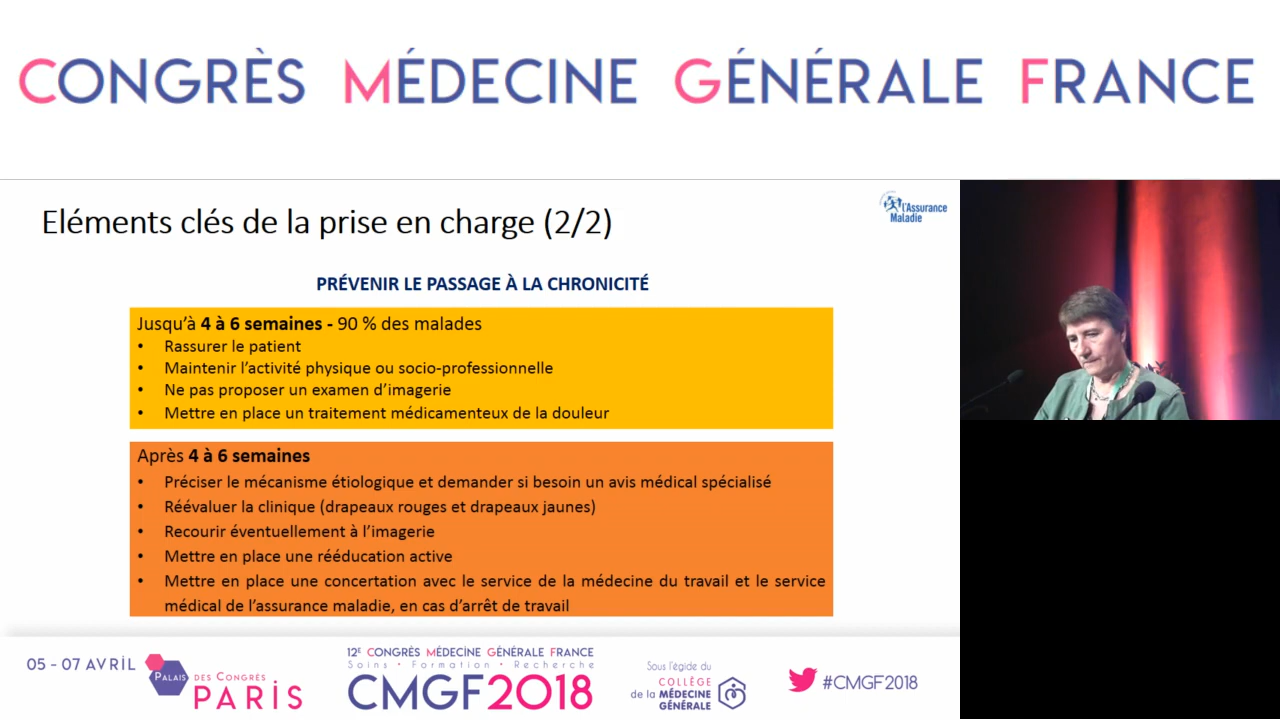 CONGRÈS MÉDECINE GÉNÉRALE FRANCE
Eléments clés de la prise en charge (2/2)
l'Assurance
Maladie
PRÉVENIR LE PASSAGE À LA CHRONICITÉ
Jusqu'à 4 à 6 semaines - 90 % des malades
• Rassurer le patient
• Maintenir l'activité physique ou socio-professionnelle
• Ne pas proposer un examen d'imagerie
• Mettre en place un traitement médicamenteux de la douleur
Après 4 à 6 semaines
• Préciser le mécanisme étiologique et demander si besoin un avis médical spécialisé
• Réévaluer la clinique (drapeaux rouges et drapeaux jaunes)
• Recourir éventuellement à l'imagerie
• Mettre en place une rééducation active
• Mettre en place une concertation avec le service de la médecine du travail et le service
médical de l'assurance maladie, en cas d'arrêt de travail
05 - 07 AVRIL
PALAIS DES CONGRÈS
PARIS
12E CONGRÈS MÉDECINE GÉNÉRALE FRANCE
Soins • Formation • Recherche
CMGF2018
Sous l'égide du
COLLÈGE
de la MÉDECINE
GÉNÉRALE
#CMGF2018